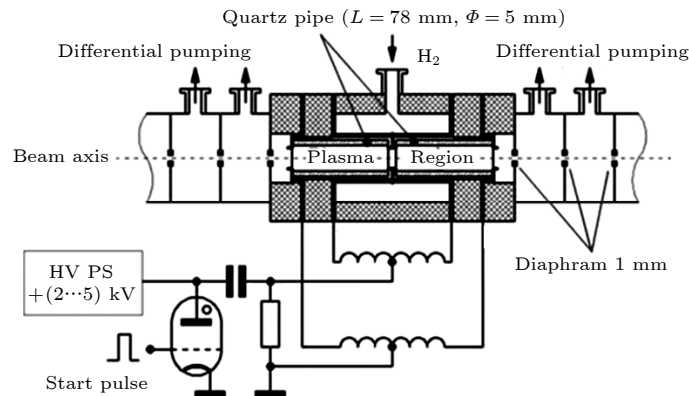 Quartz pipe (L = 78 mm, Φ = 5 mm)
Differential pumping
H₂
Differential pumping
Beam axis
Plasma
Region
HV PS
+(2···5) kV
Diaphram 1 mm
Start pulse